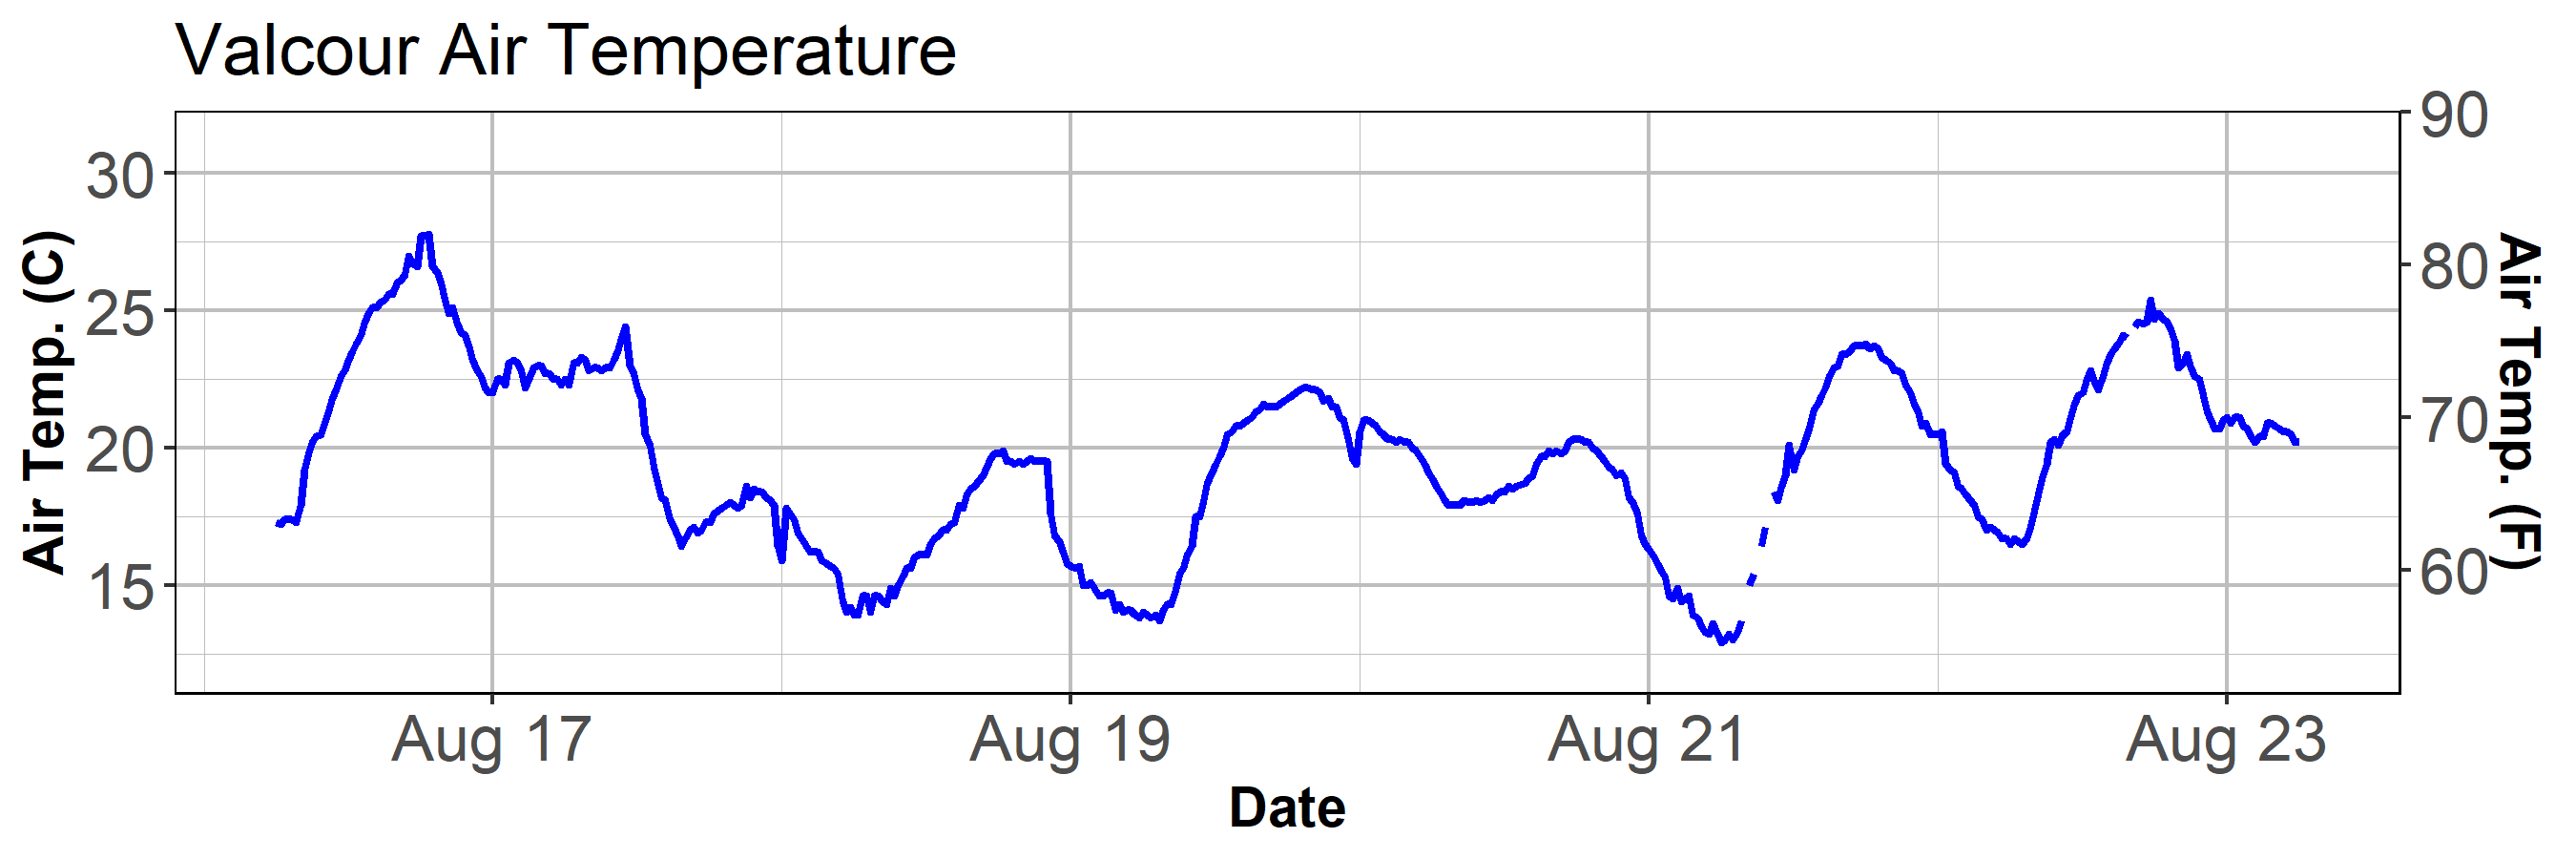 Valcour Air Temperature
Air Temp. (C)
30
25
20
15
90
80
70
60
Air Temp. (F)
Aug 17
Aug 19
Aug 21
Aug 23
Date